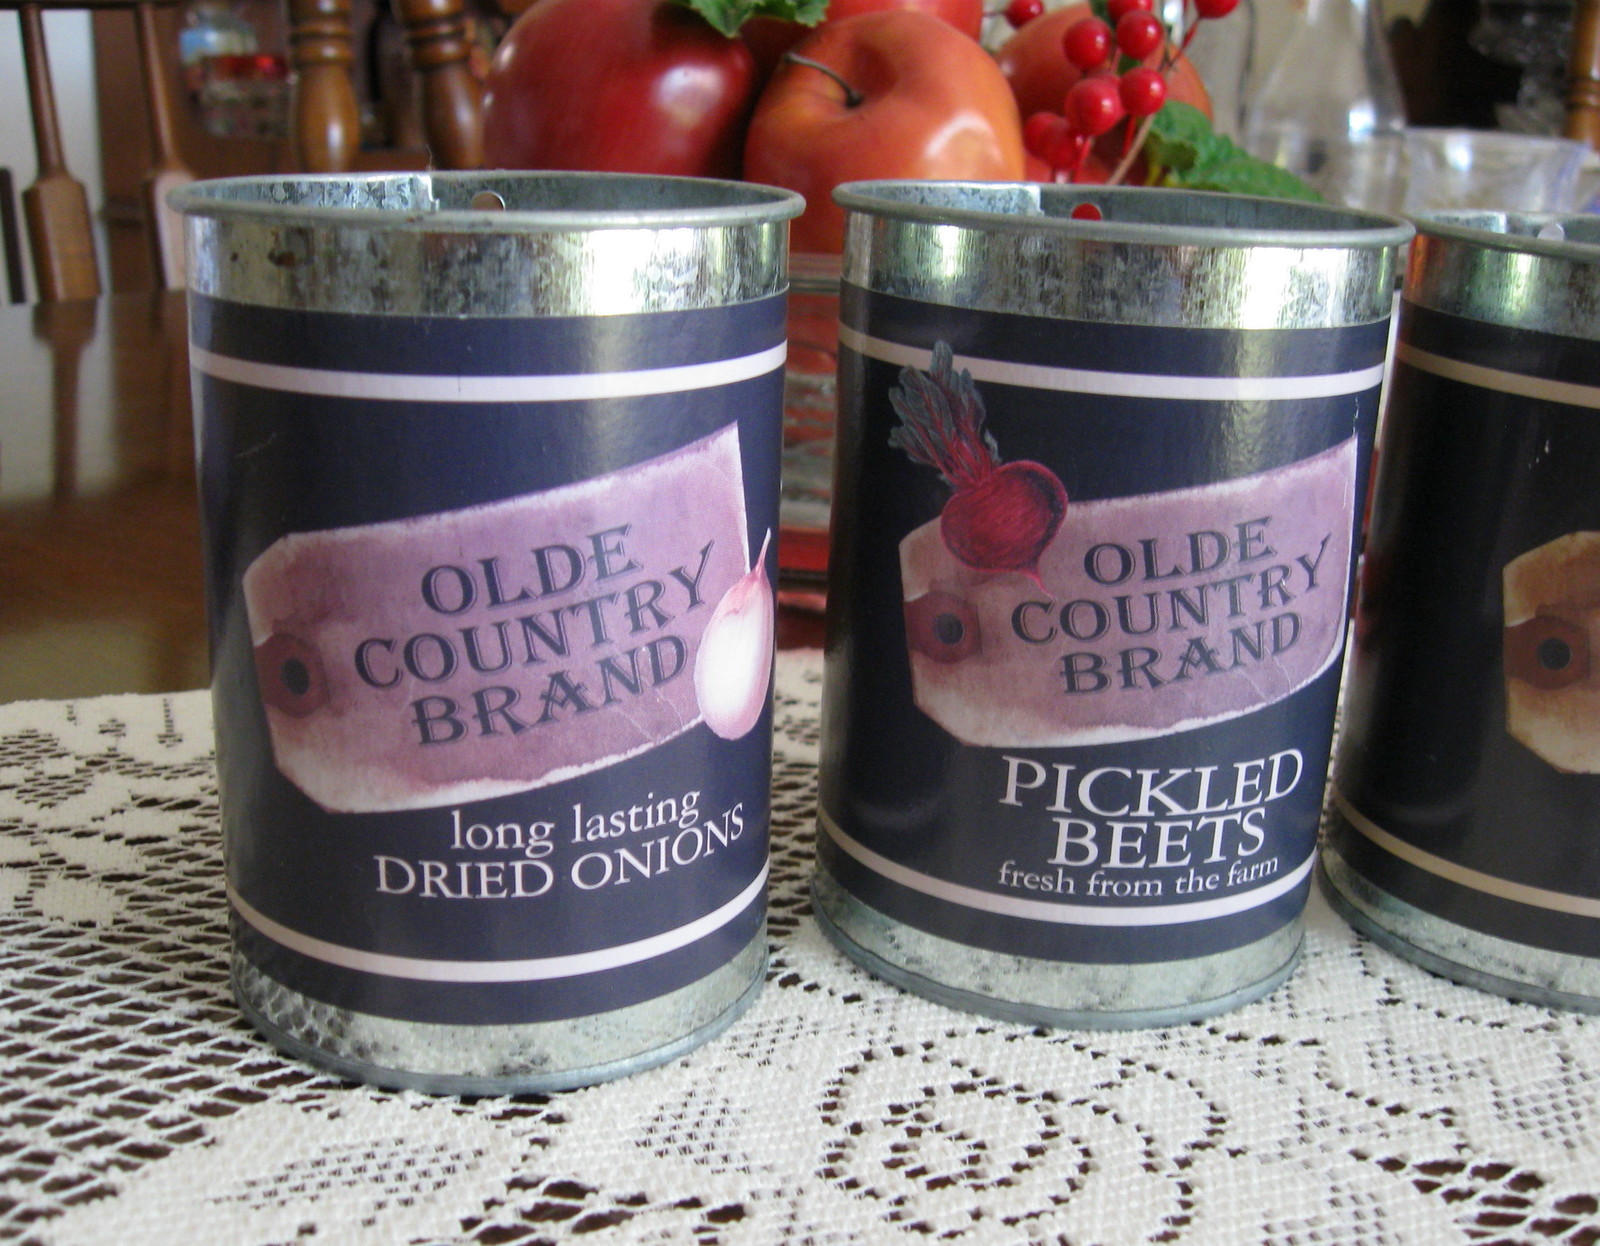 OLDE
COUNTRY
BRAND
long lasting
DRIED ONIONS
OLDE
COUNTRY
BRAND
PICKLED
BEETS
fresh from the farm